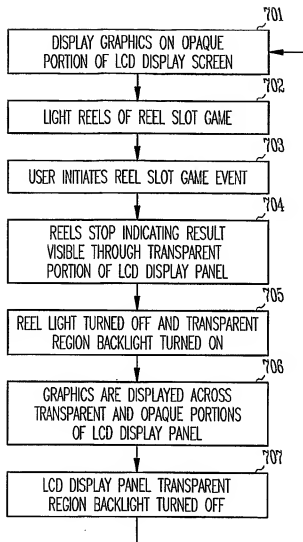 701
DISPLAY GRAPHICS ON OPAQUE
PORTION OF LCD DISPLAY SCREEN
702
LIGHT REELS OF REEL SLOT GAME
703
USER INITIATES REEL SLOT GAME EVENT
704
REELS STOP INDICATING RESULT
VISIBLE THROUGH TRANSPARENT
PORTION OF LCD DISPLAY PANEL
705
REEL LIGHT TURNED OFF AND TRANSPARENT
REGION BACKLIGHT TURNED ON
706
GRAPHICS ARE DISPLAYED ACROSS
TRANSPARENT AND OPAQUE PORTIONS
OF LCD DISPLAY PANEL
707
LCD DISPLAY PANEL TRANSPARENT
REGION BACKLIGHT TURNED OFF